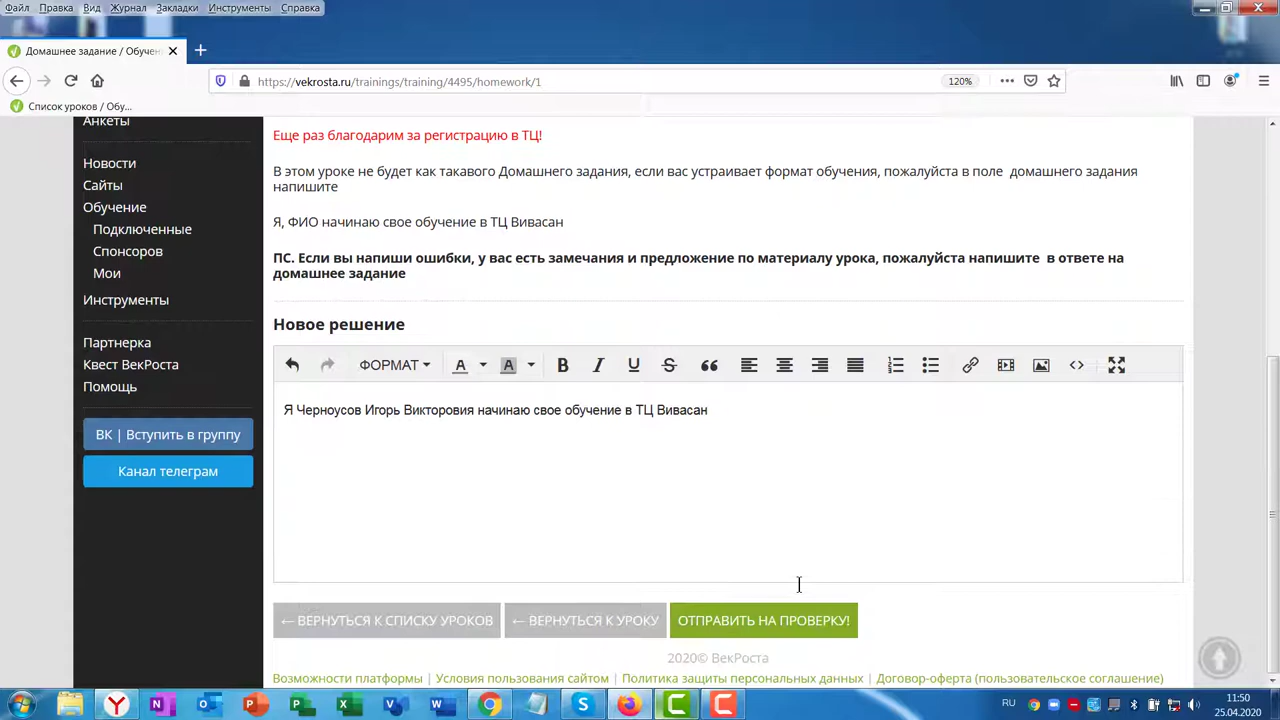 Файл Правка Вид Журнал Закладки Инструменты Справка
Домашнее задание / Обучен
https://vekrosta.ru/trainings/training/4495/homework/1
120%
Список уроков / Обу...
Анкеты
Новости
Сайты
Обучение
Подключенные
Спонсоров
Мои
Инструменты
Партнерка
Квест ВекРоста
Помощь
ВК | Вступить в группу
Канал телеграм
Еще раз благодарим за регистрацию в ТЦ!
В этом уроке не будет как такавого Домашнего задания, если вас устраивает формат обучения, пожалуйста в поле домашнего задания
напишите
Я, ФИО начинаю свое обучение в ТЦ Вивасан
ПС. Если вы напиши ошибки, у вас есть замечания и предложение по материалу урока, пожалуйста напишите в ответе на
домашнее задание
Новое решение
ФОРМАТ
Я Черноусов Игорь Викторовия начинаю свое обучение в ТЦ Вивасан
← ВЕРНУТЬСЯ К СПИСКУ УРОКОВ
← ВЕРНУТЬСЯ К УРОКУ
ОТПРАВИТЬ НА ПРОВЕРКУ!
2020© ВекРоста
Возможности платформы | Условия пользования сайтом | Политика защиты персональных данных | Договор-оферта (пользовательское соглашение)
RU
11:50
25.04.2020